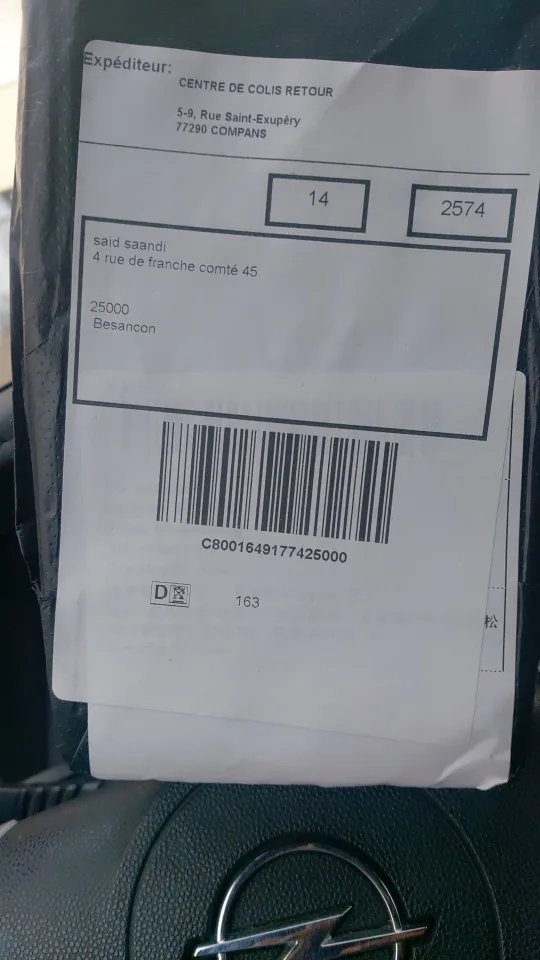 Expéditeur:
CENTRE DE COLIS RETOUR
5-9, Rue Saint-Exupéry
77290 COMPANS
14
2574
said saandi
4 rue de franche comté 45
25000
Besancon
C8001649177425000
D
163
松